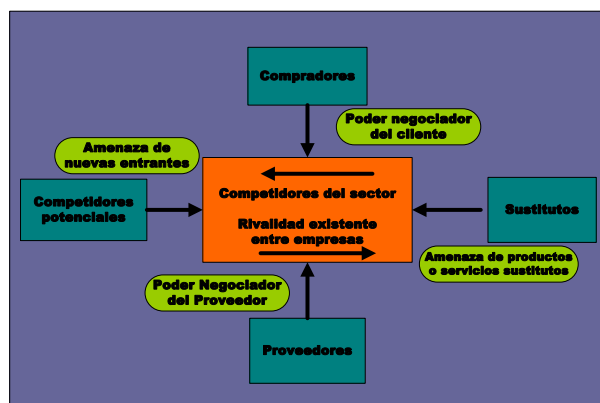 Compradores
Poder negociador
del cliente
Amenaza de
nuevas entrantes
Competidores
potenciales
Competidores del sector
Rivalidad existente
entre empresas
Sustitutos
Amenaza de productos
o servicios sustitutos
Poder Negociador
del Proveedor
Proveedores